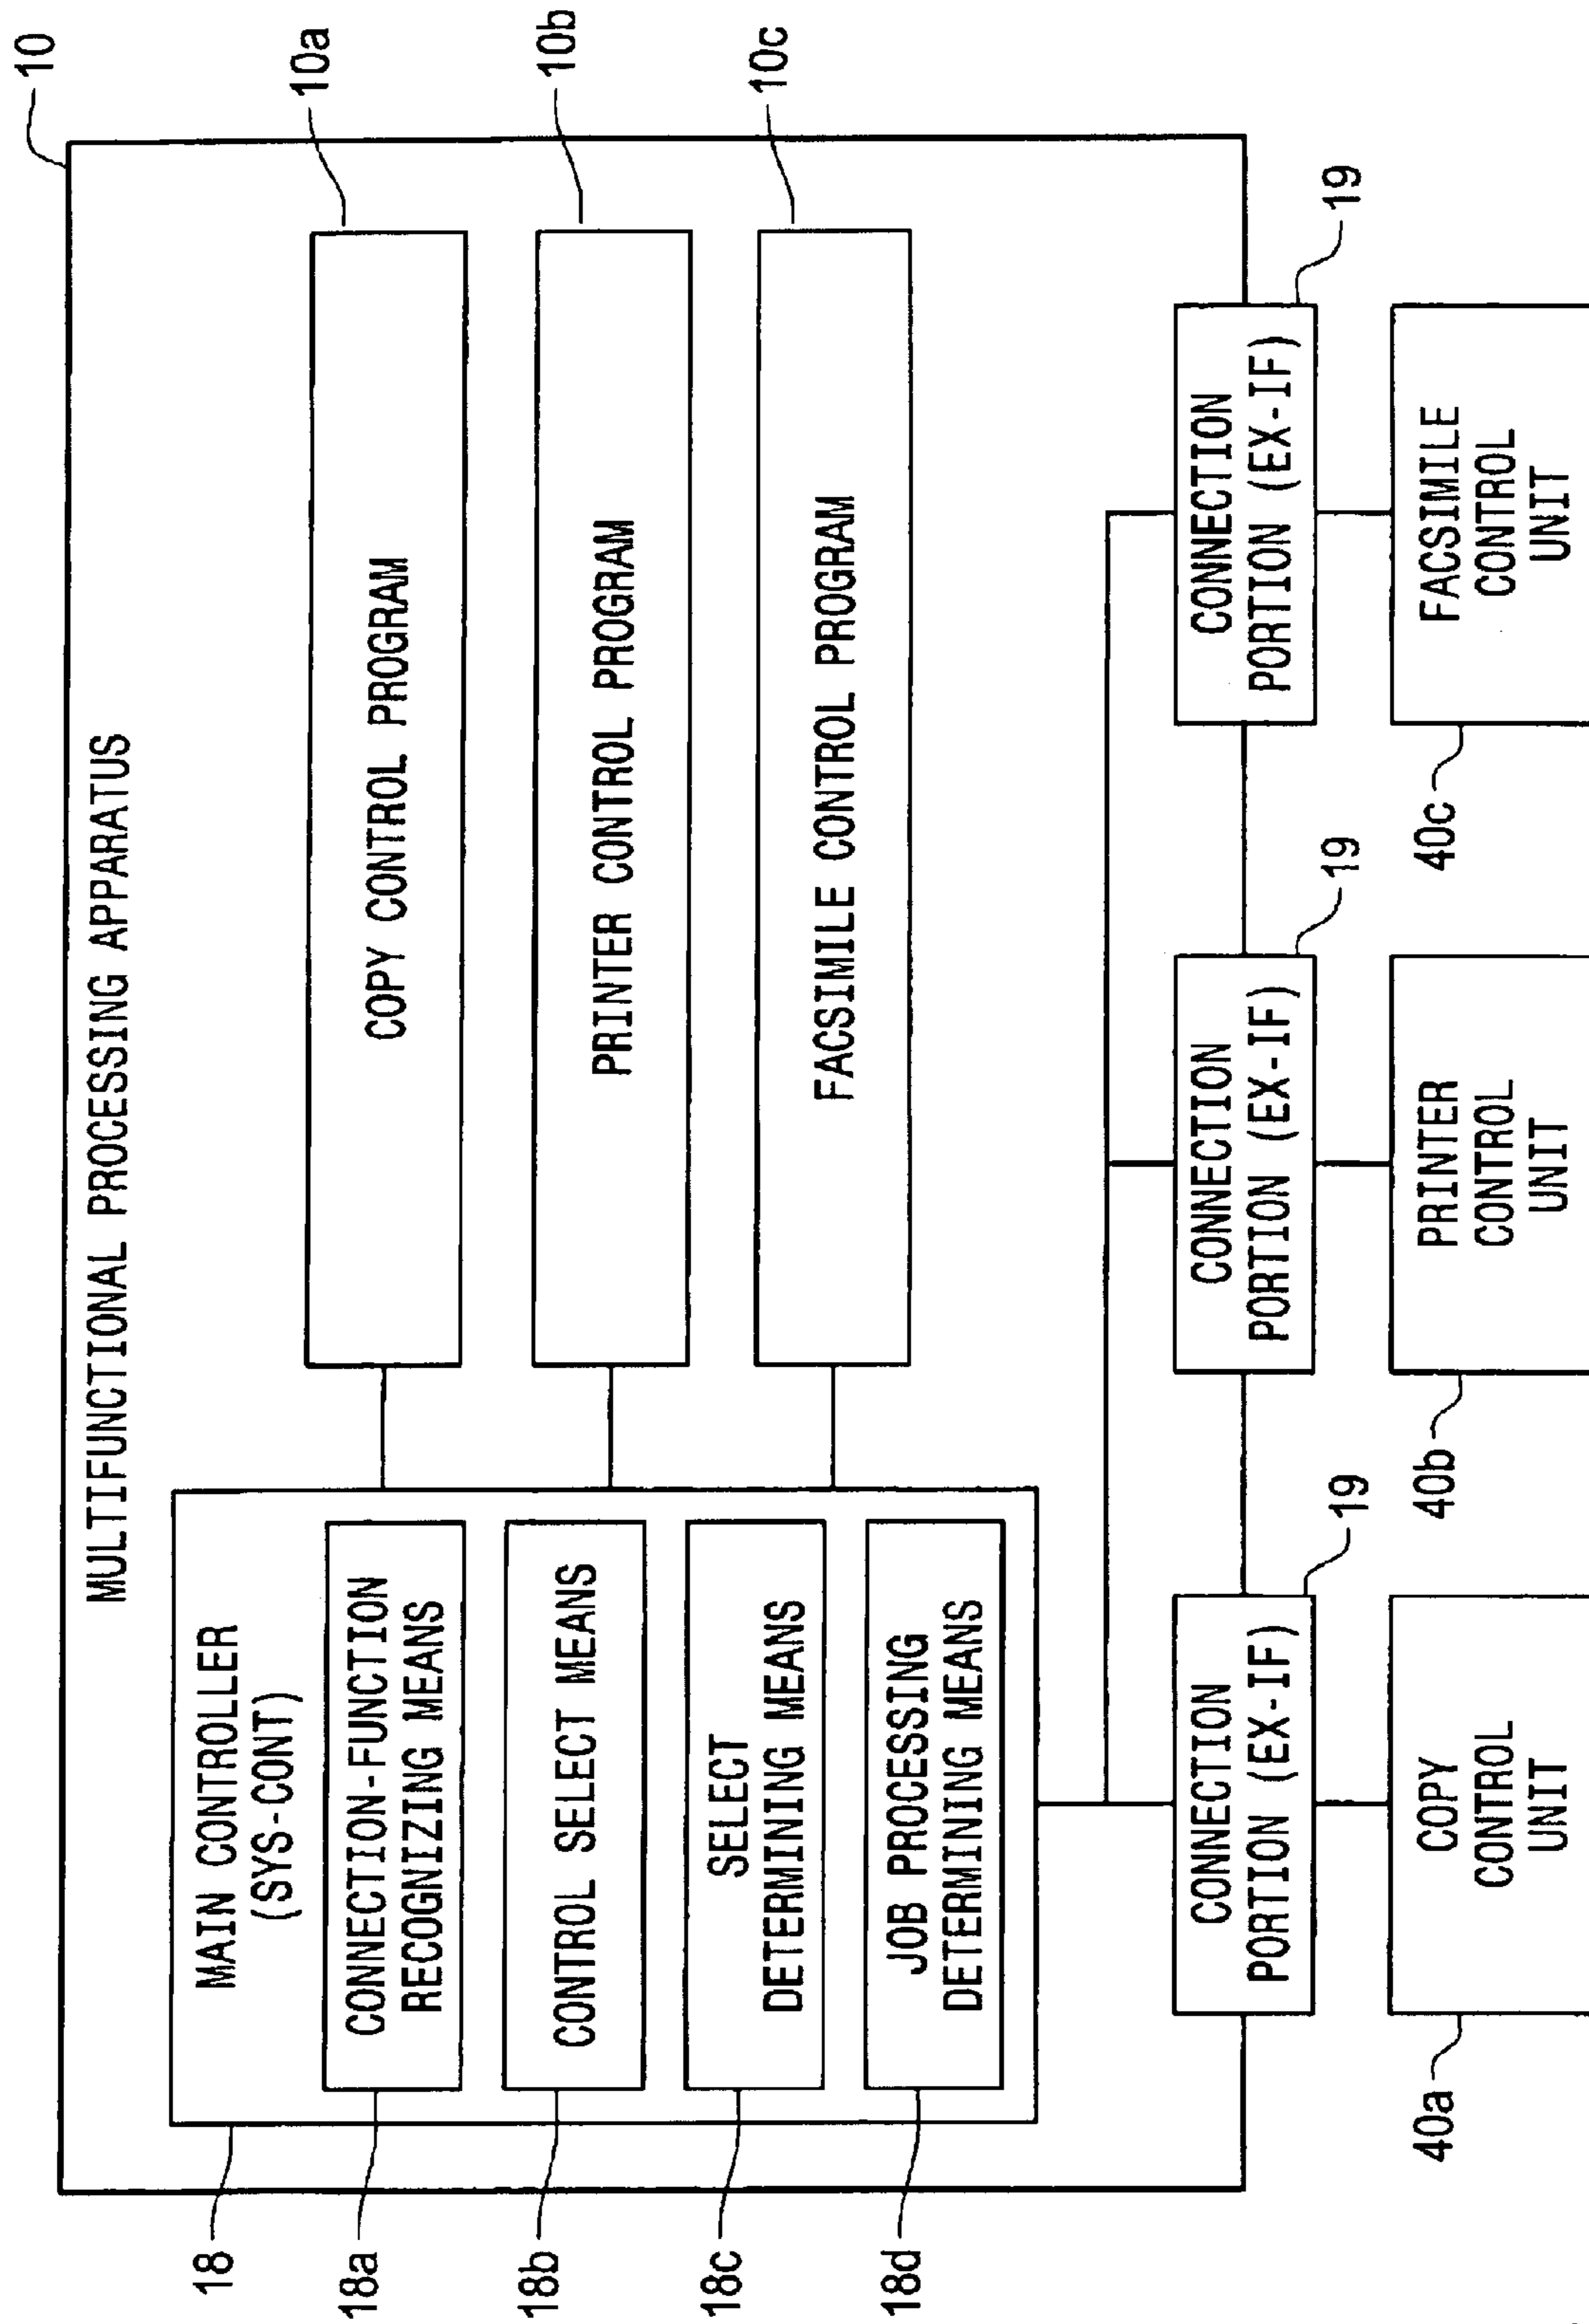 10
MULTIFUNCTIONAL PROCESSING APPARATUS
18
MAIN CONTROLLER
(SYS-CONT)
18a
CONNECTION-FUNCTION
RECOGNIZING MEANS
18b
CONTROL SELECT MEANS
18c
SELECT
DETERMINING MEANS
18d
JOB PROCESSING
DETERMINING MEANS
COPY CONTROL PROGRAM
10a
PRINTER CONTROL PROGRAM
10b
FACSIMILE CONTROL PROGRAM
10c
CONNECTION
PORTION (EX-IF)
19
CONNECTION
PORTION (EX-IF)
19
CONNECTION
PORTION (EX-IF)
19
40a
COPY
CONTROL
UNIT
40b
PRINTER
CONTROL
UNIT
40c
FACSIMILE
CONTROL
UNIT